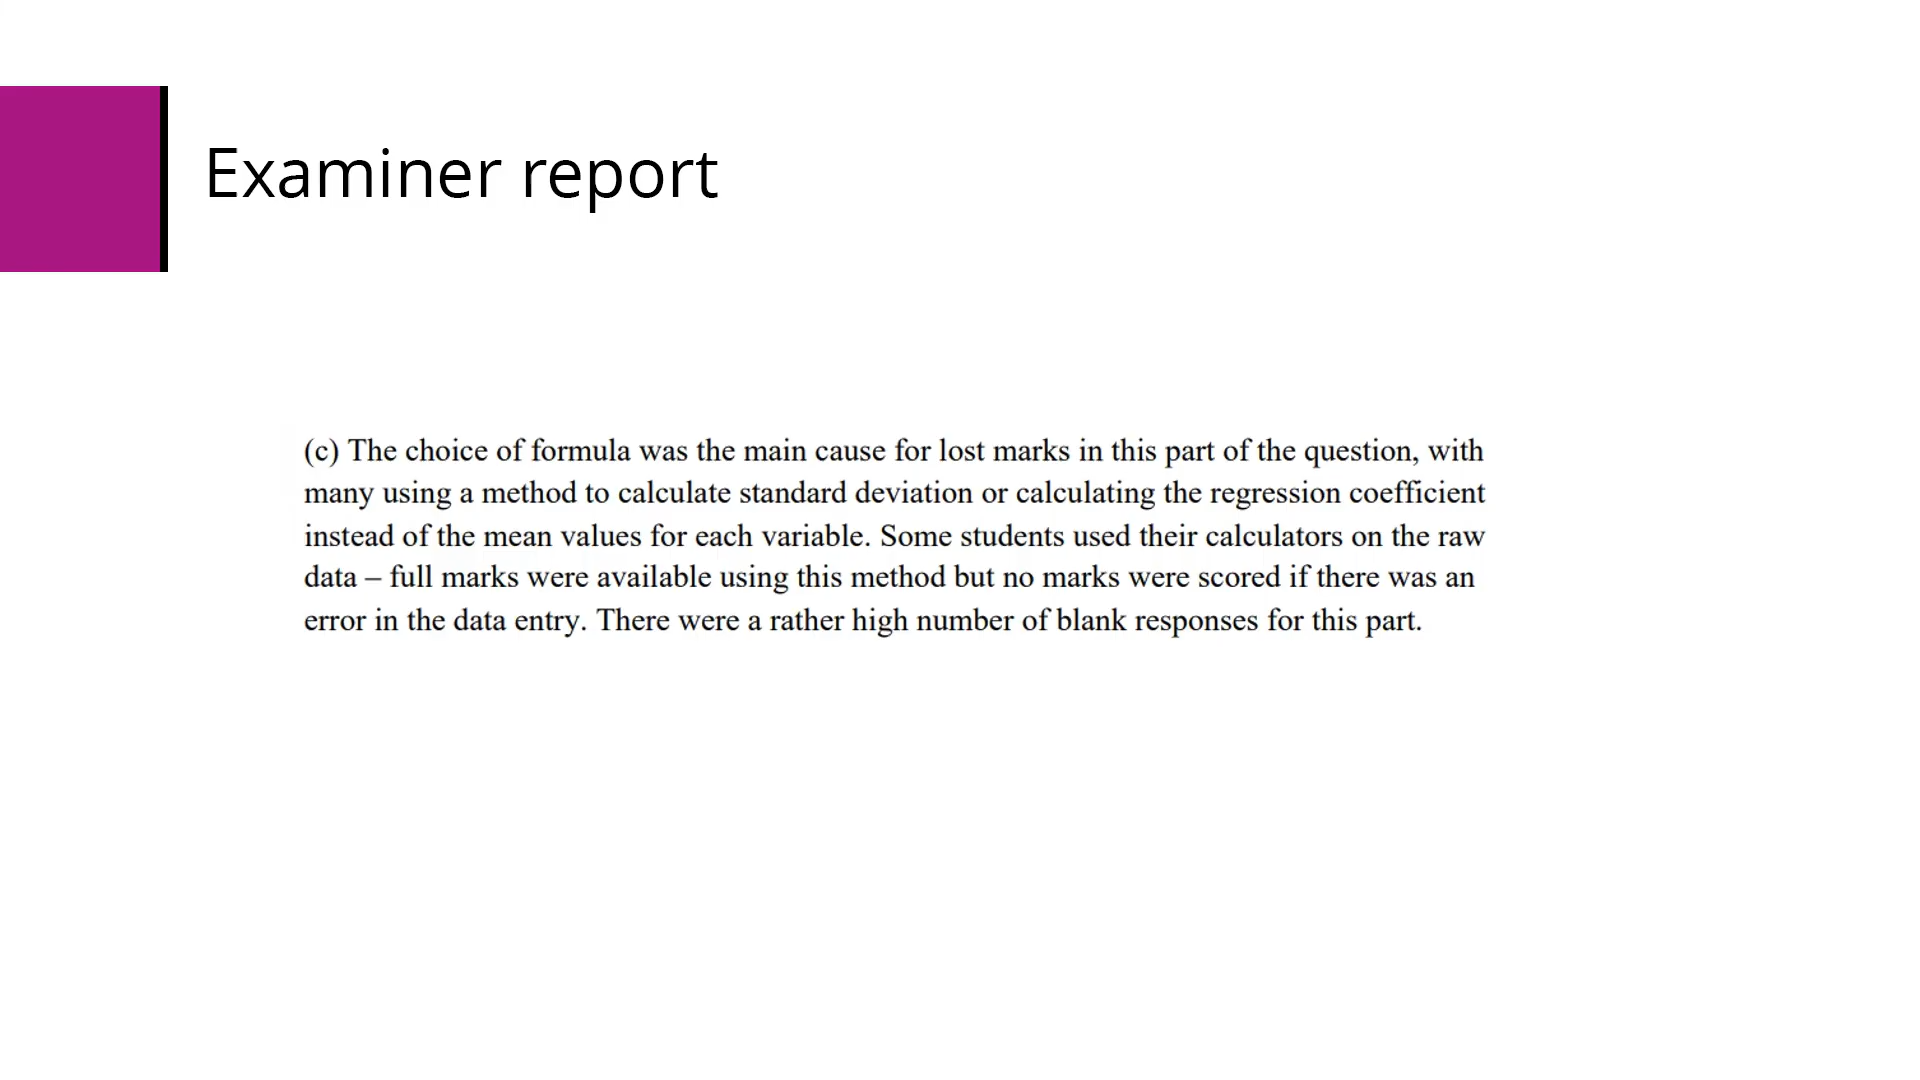 Examiner report
(c) The choice of formula was the main cause for lost marks in this part of the question, with
many using a method to calculate standard deviation or calculating the regression coefficient
instead of the mean values for each variable. Some students used their calculators on the raw
data – full marks were available using this method but no marks were scored if there was an
error in the data entry. There were a rather high number of blank responses for this part.